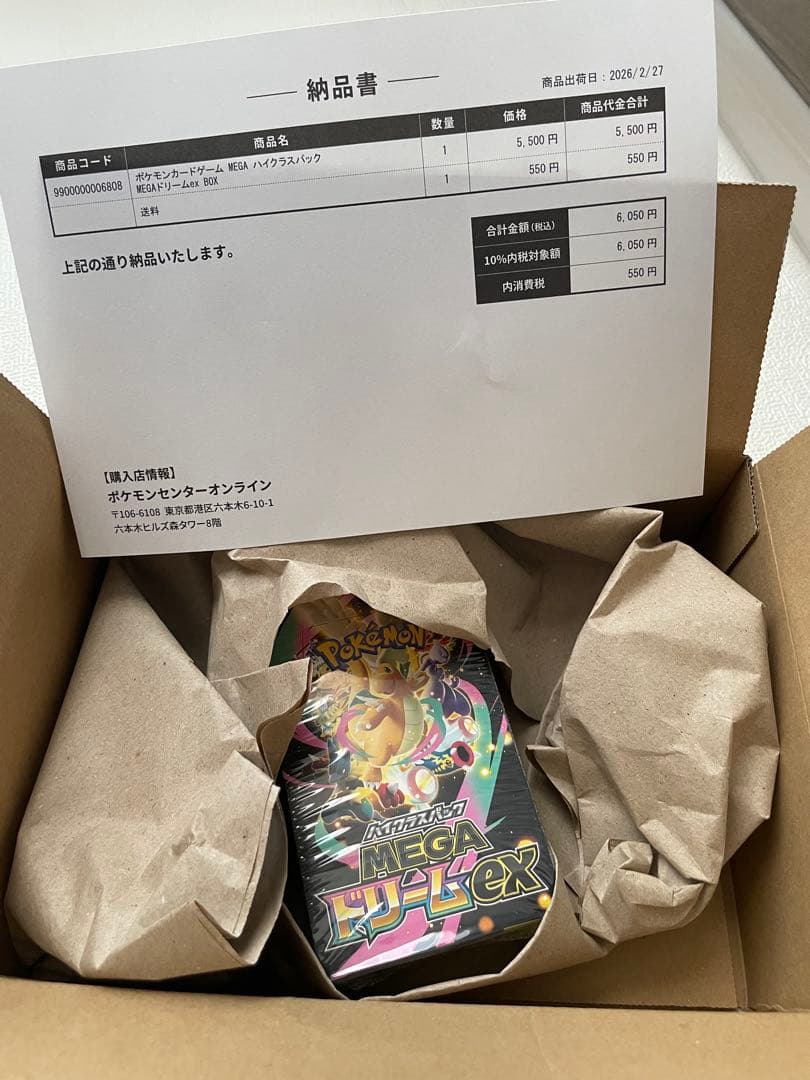 納品書
商品出荷日：2026/2/27
商品コード 商品名 数量 価格 商品代金合計
9900000006808 ポケモンカードゲーム MEGA ハイクラスパック 1 5,500 円 5,500 円
MEGAドリームex BOX
送料 1 550 円 550 円
上記の通り納品いたします。
合計金額(税込) 6,050 円
10%内税対象額 6,050 円
内消費税 550 円
【購入店情報】
ポケモンセンターオンライン
〒106-6108 東京都港区六本木6-10-1
六本木ヒルズ森タワー8階
POKéMON
ハイクラスパック
MEGA
ドリームex